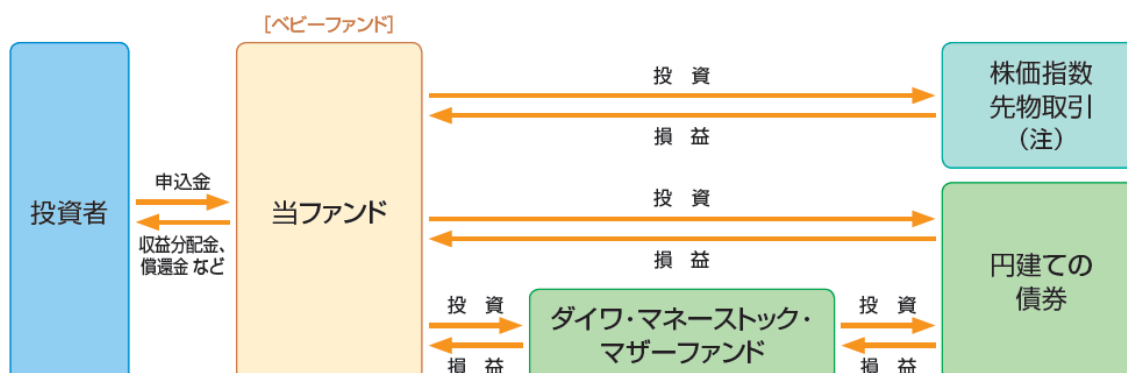 [ベビーファンド]
投資者
申込金
収益分配金、
償還金 など
当ファンド
投 資
損 益
株価指数
先物取引
(注)
投 資
損 益
円建ての
債券
投 資
損 益
ダイワ・マネーストック・
マザーファンド
投 資
損 益